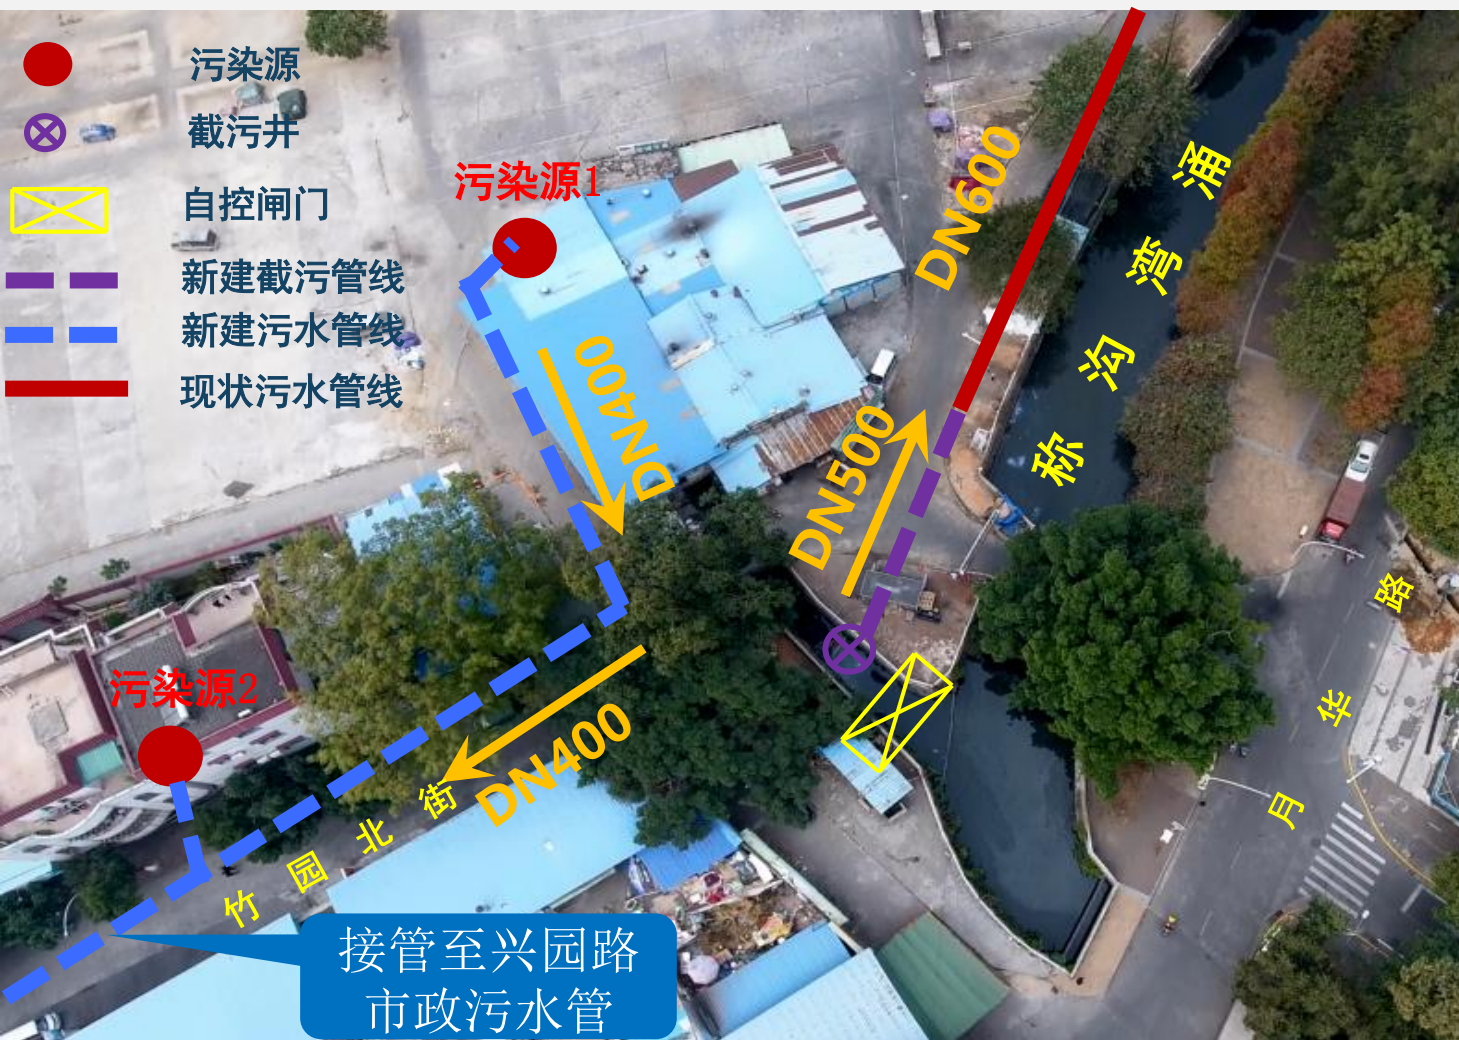 污染源
截污井
自控闸门
新建截污管线
新建污水管线
现状污水管线
污染源1
DN400
DN600
DN500
称沟湾涌
污染源2
DN400
竹园北街
月华路
接管至兴园路
市政污水管